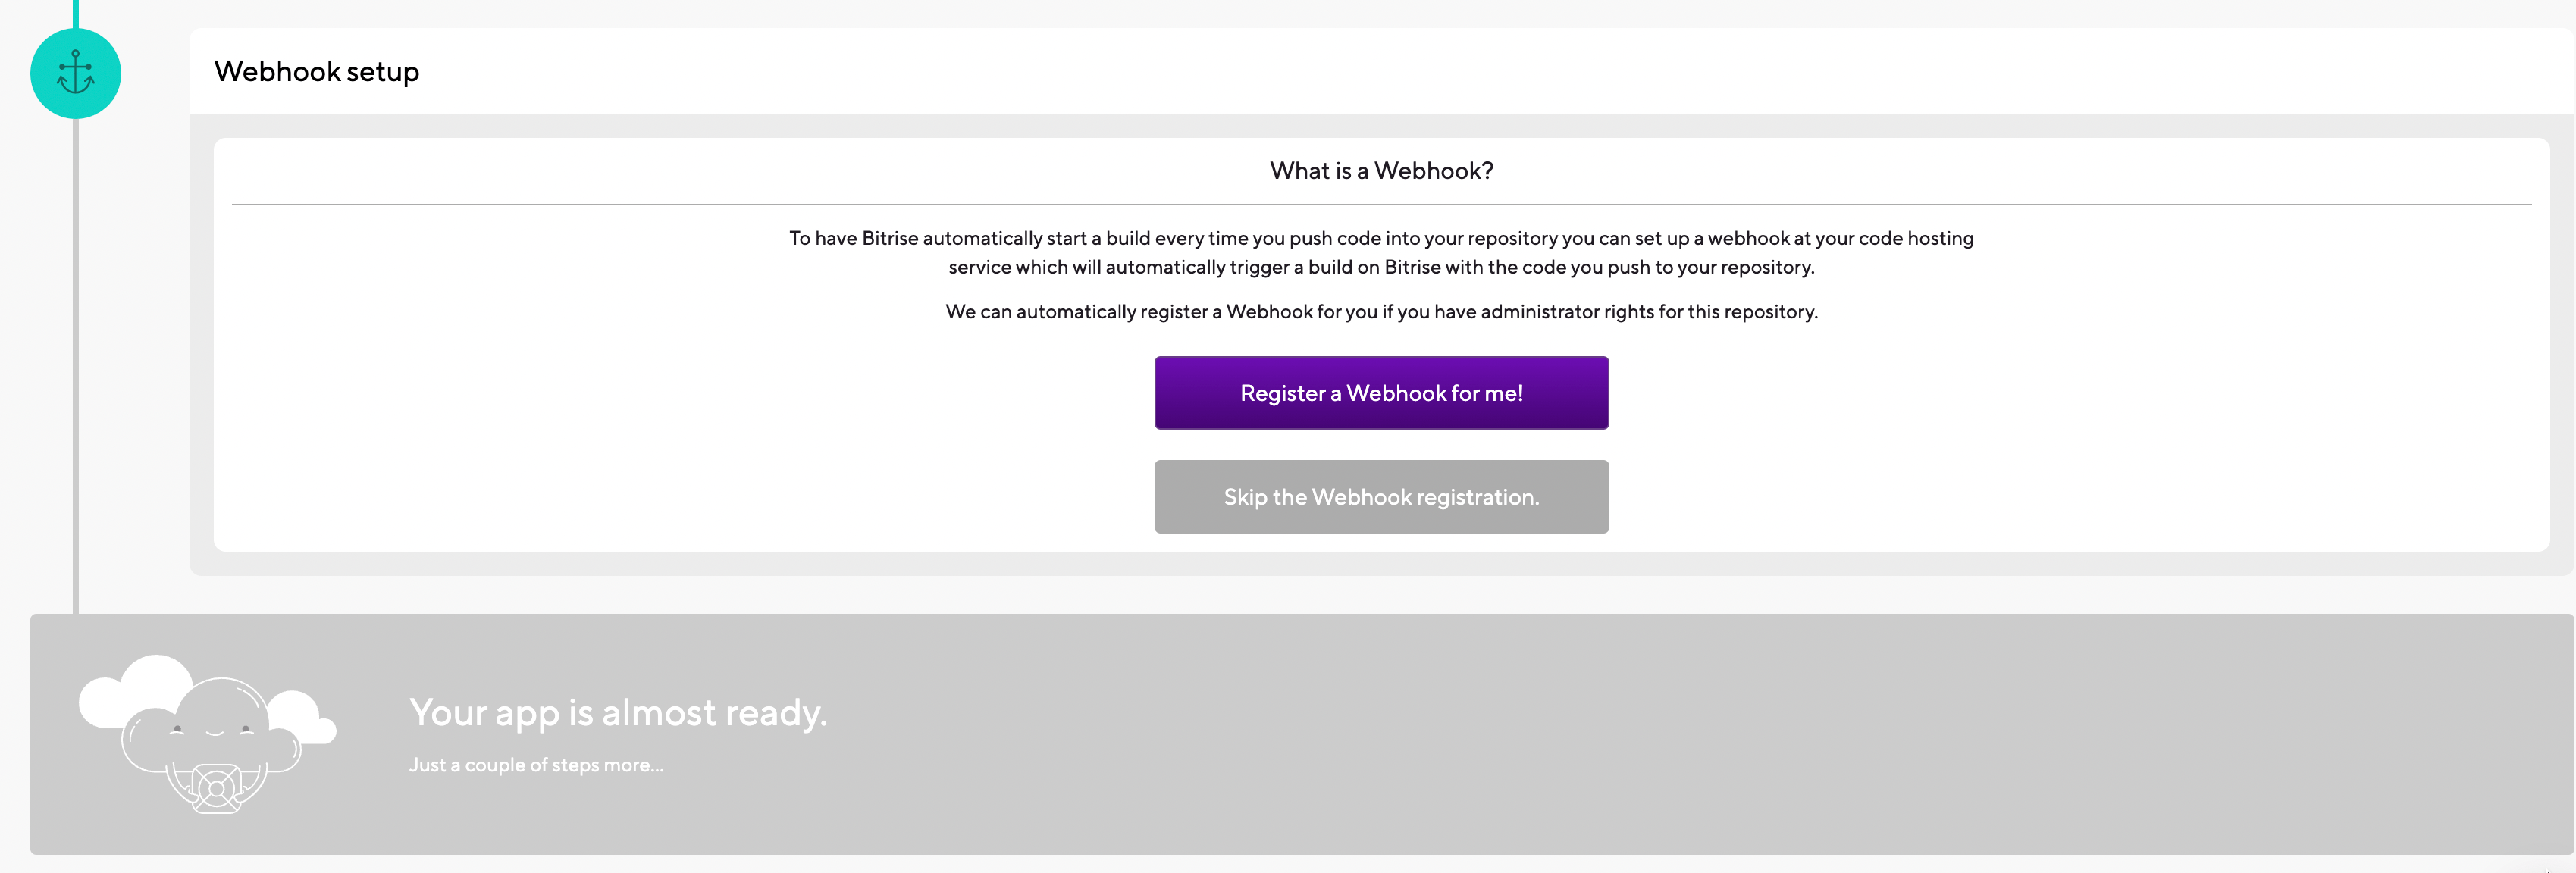 Webhook setup
What is a Webhook?
To have Bitrise automatically start a build every time you push code into your repository you can set up a webhook at your code hosting
service which will automatically trigger a build on Bitrise with the code you push to your repository.
We can automatically register a Webhook for you if you have administrator rights for this repository.
Register a Webhook for me!
Skip the Webhook registration.
Your app is almost ready.
Just a couple of steps more...